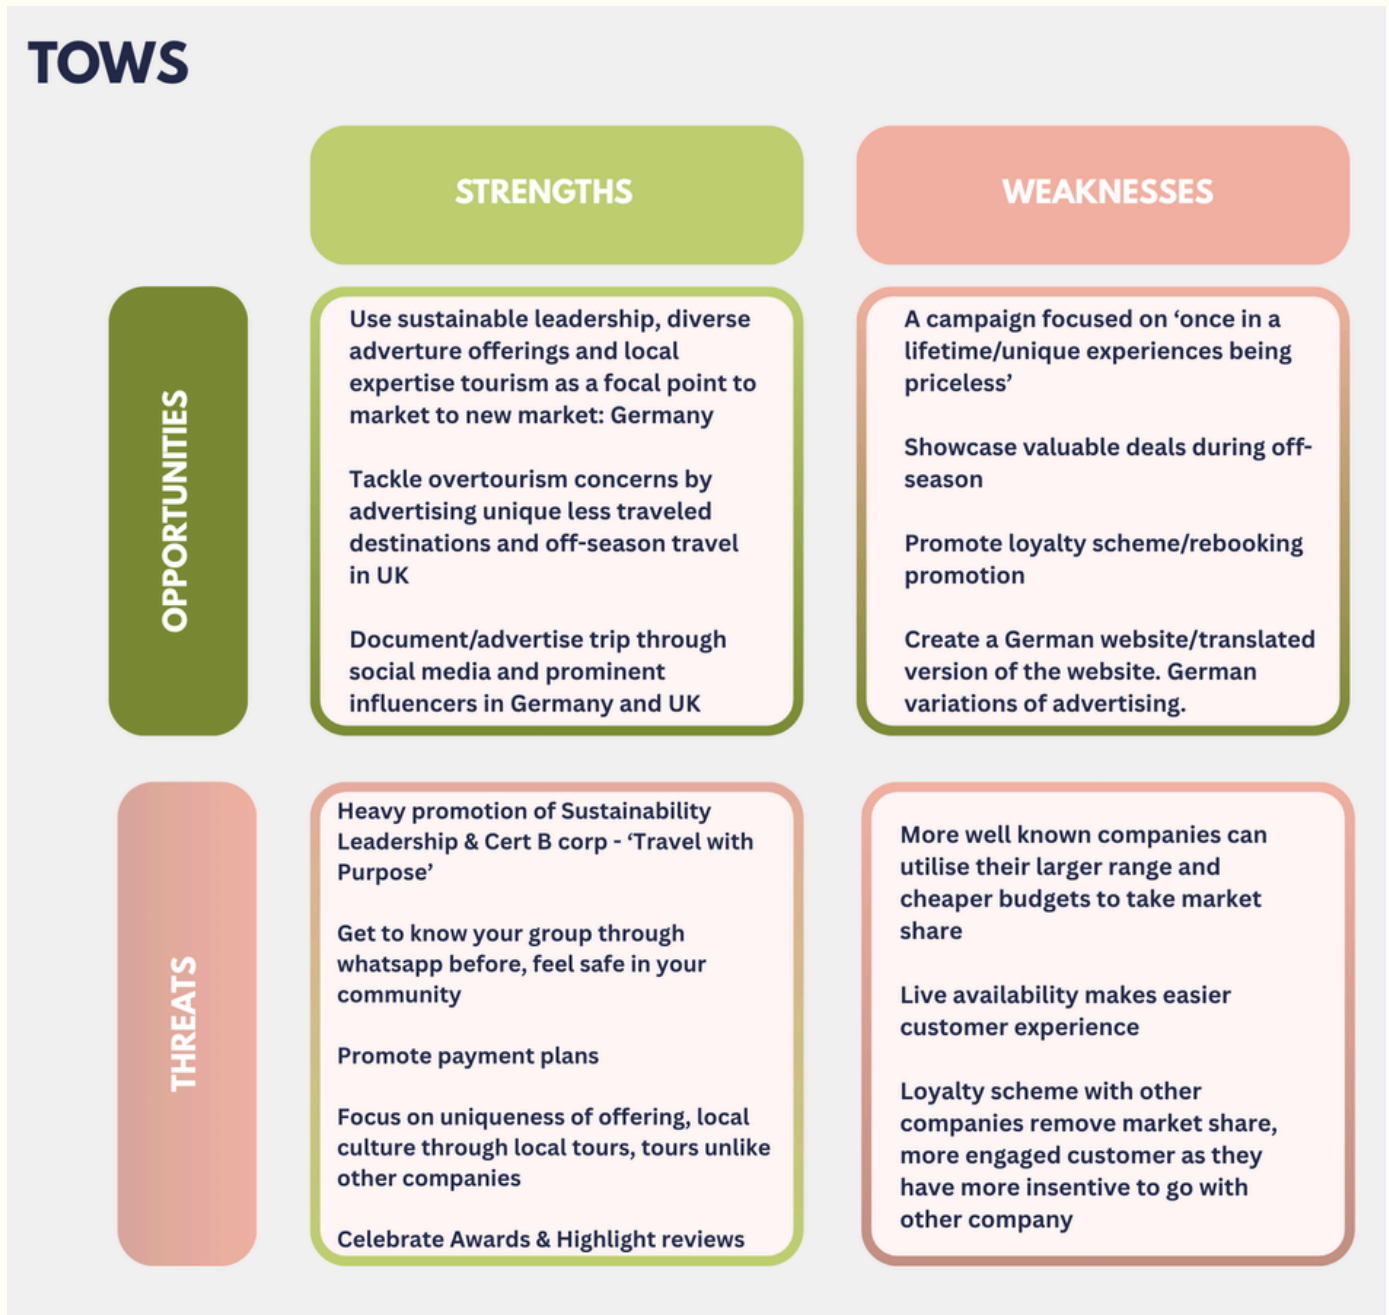 TOWS
STRENGTHS
WEAKNESSES
OPPORTUNITIES
Use sustainable leadership, diverse
adverture offerings and local
expertise tourism as a focal point to
market to new market: Germany
Tackle overtourism concerns by
advertising unique less traveled
destinations and off-season travel
in UK
Document/advertise trip through
social media and prominent
influencers in Germany and UK
A campaign focused on ‘once in a
lifetime/unique experiences being
priceless’
Showcase valuable deals during off-
season
Promote loyalty scheme/rebooking
promotion
Create a German website/translated
version of the website. German
variations of advertising.
THREATS
Heavy promotion of Sustainability
Leadership & Cert B corp - ‘Travel with
Purpose’
Get to know your group through
whatsapp before, feel safe in your
community
Promote payment plans
Focus on uniqueness of offering, local
culture through local tours, tours unlike
other companies
Celebrate Awards & Highlight reviews
More well known companies can
utilise their larger range and
cheaper budgets to take market
share
Live availability makes easier
customer experience
Loyalty scheme with other
companies remove market share,
more engaged customer as they
have more insentive to go with
other company